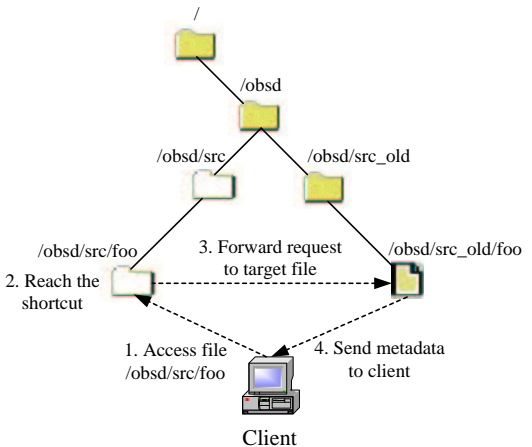 /
/obsd
/obsd/src
/obsd/src_old
/obsd/src/foo
3. Forward request
to target file
/obsd/src_old/foo
2. Reach the
shortcut
1. Access file
/obsd/src/foo
4. Send metadata
to client
Client